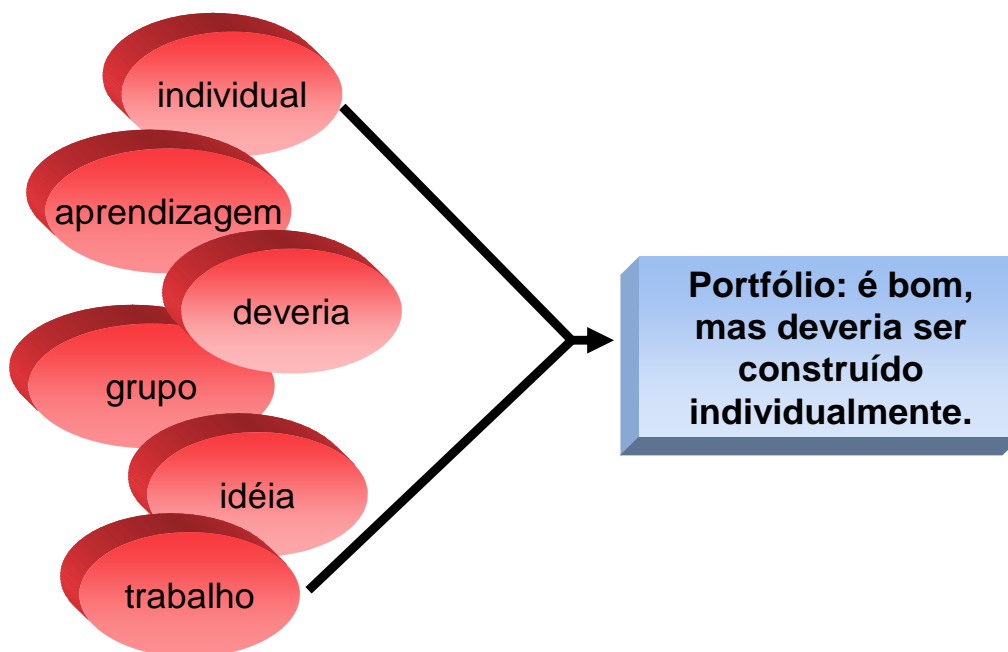 individual
aprendizagem
deveria
grupo
idéia
trabalho
Portfólio: é bom,
mas deveria ser
construído
individualmente.